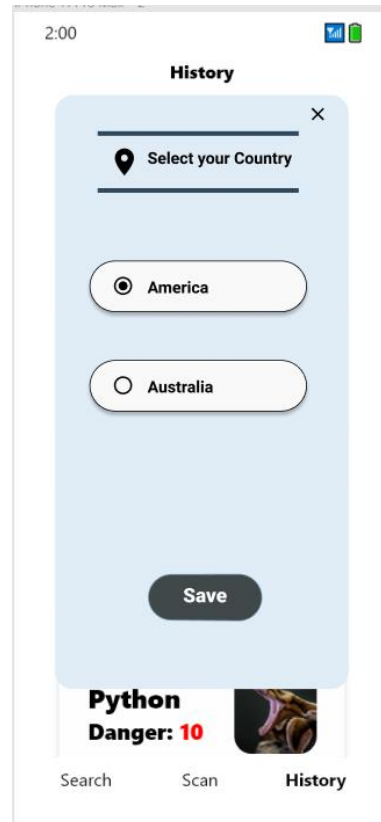 2:00
History
Select your Country
America
Australia
Save
Python
Danger: 10
Search Scan History